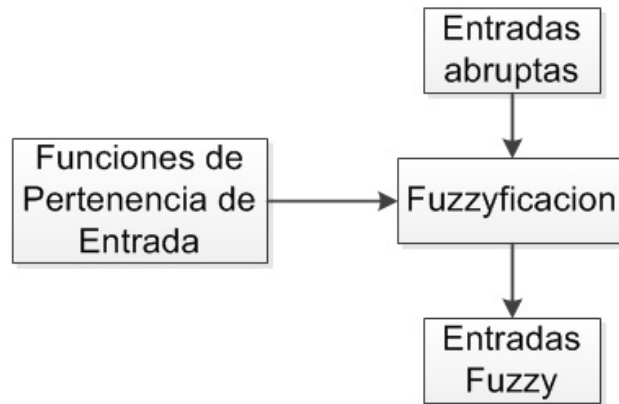 Entradas
abruptas
Funciones de
Pertenencia de
Entrada
Fuzzyficacion
Entradas
Fuzzy